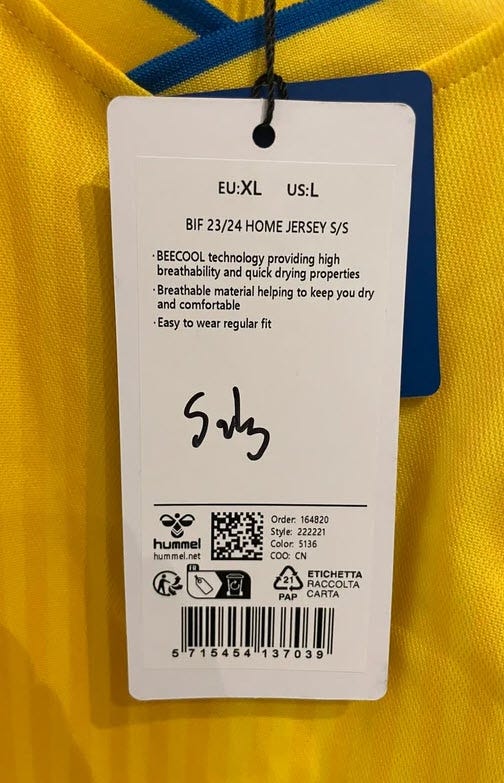 EU:XL US:L
BIF 23/24 HOME JERSEY S/S
·BEECOOL technology providing high
breathability and quick drying properties
·Breathable material helping to keep you dry
and comfortable
·Easy to wear regular fit
hummel
hummel.net
Order: 164820
Style: 222221
Color: 5136
COO: CN
FR
21
PAP
ETICHETTA
RACCOLTA
CARTA
5 715454 137039